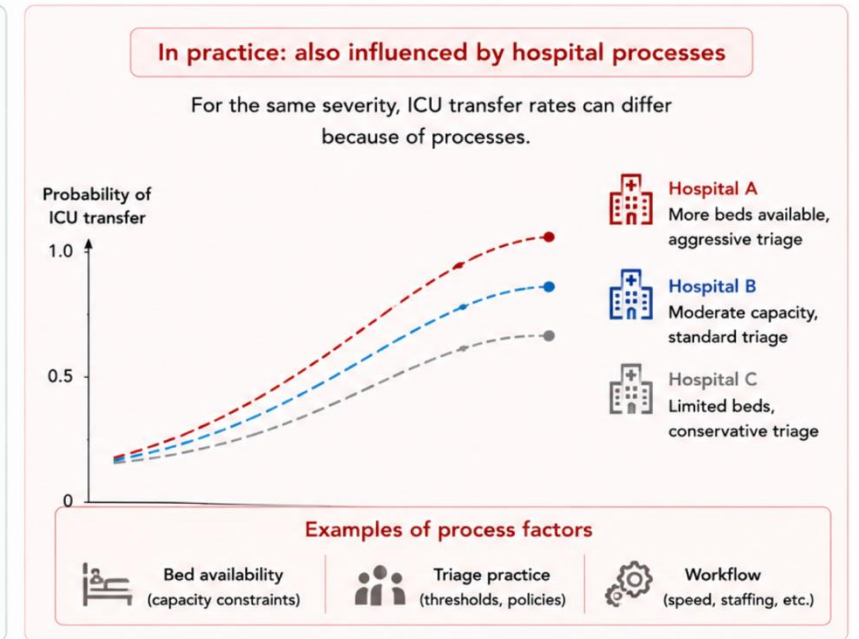 In practice: also influenced by hospital processes
For the same severity, ICU transfer rates can differ
because of processes.
Probability of
ICU transfer
1.0
0.5
0
Hospital A
More beds available,
aggressive triage
Hospital B
Moderate capacity,
standard triage
Hospital C
Limited beds,
conservative triage
Examples of process factors
Bed availability
(capacity constraints)
Triage practice
(thresholds, policies)
Workflow
(speed, staffing, etc.)